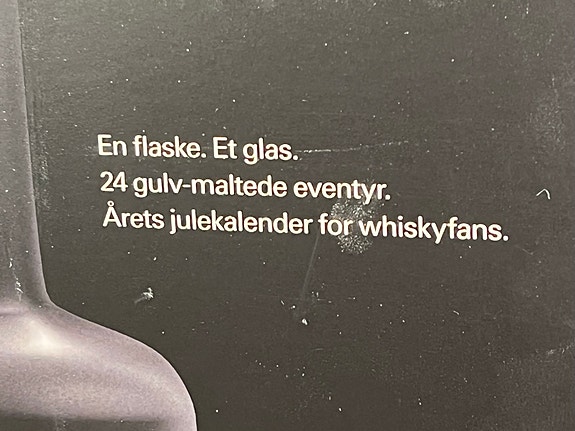 En flaske. Et glas.
24 gulv-maltede eventyr.
Årets julekalender for whiskyfans.